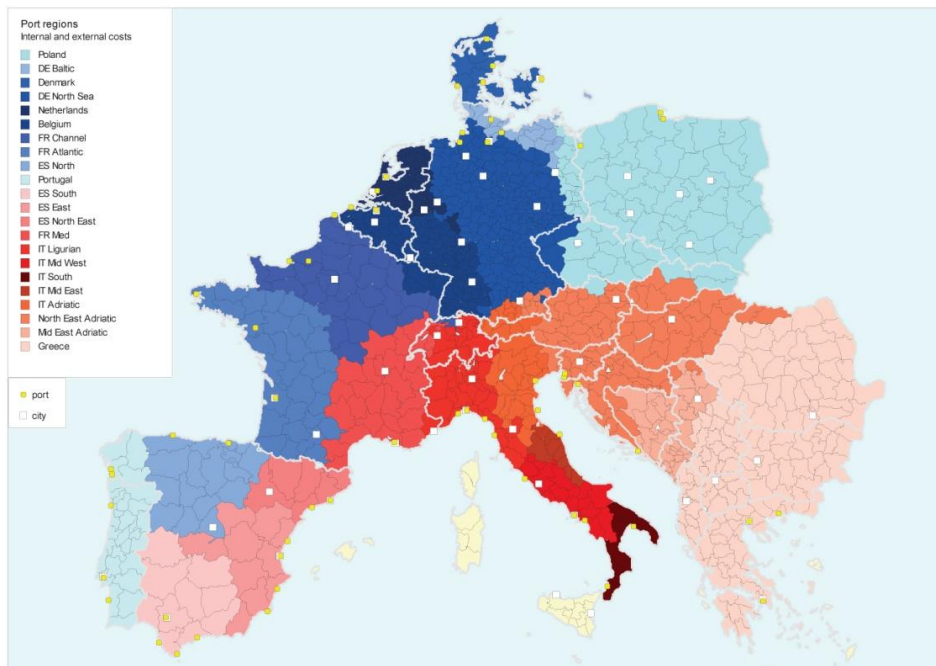 Port regions
Internal and external costs
Poland
DE Baltic
Denmark
DE North Sea
Netherlands
Belgium
FR Channel
FR Atlantic
ES North
Portugal
ES South
ES East
ES North East
FR Med
IT Ligurian
IT Mid West
IT South
IT Mid East
IT Adriatic
North East Adriatic
Mid East Adriatic
Greece
port
city